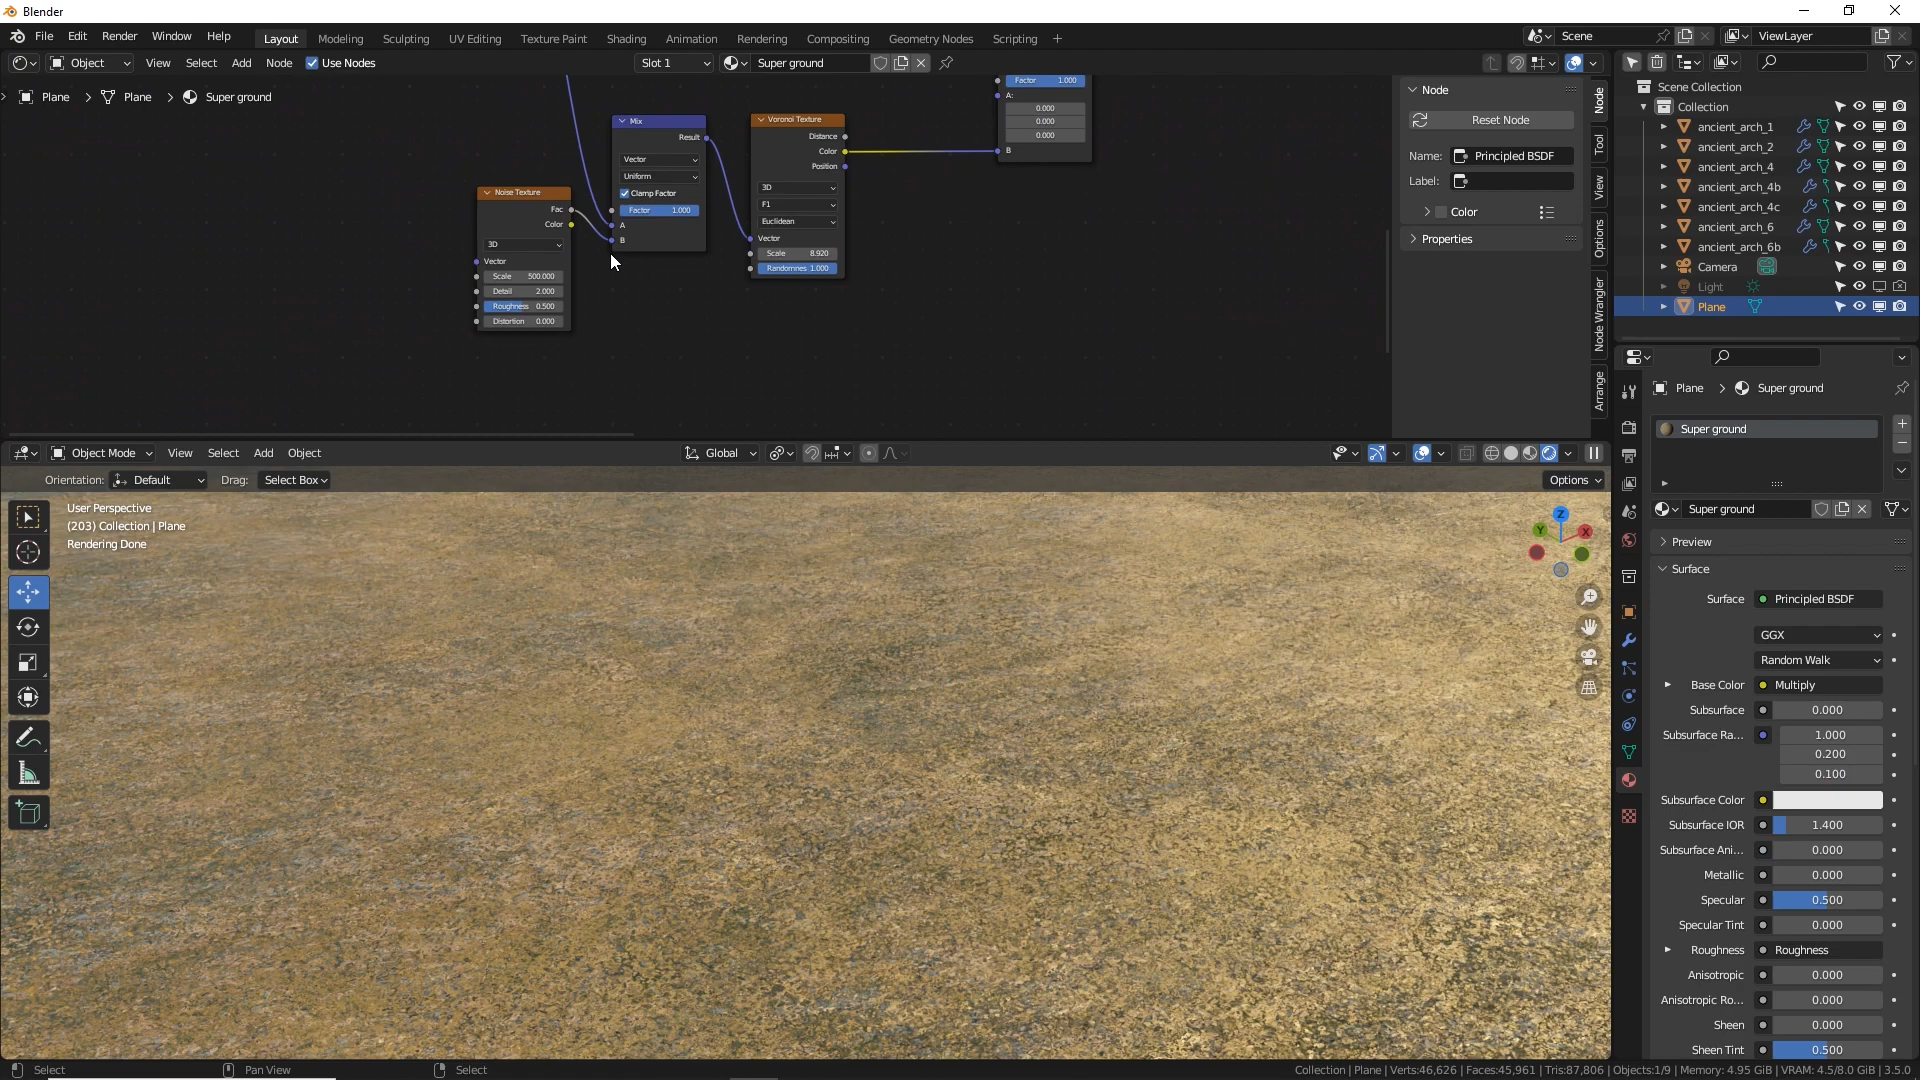 Blender
File Edit Render Window Help Layout Modeling Sculpting UV Editing Texture Paint Shading Animation Rendering Compositing Geometry Nodes Scripting + Scene ViewLayer
Object View Select Add Node Use Nodes Slot 1 Super ground
Plane > Plane > Super ground
Factor 1.000
A:
0.000
0.000
0.000
B
Mix
Result
Vector
Uniform
Clamp Factor
Factor 1.000
A
B
Voronoi Texture
Distance
Color
Position
3D
F1
Euclidean
Vector
Scale 8.920
Randomnes 1.000
Noise Texture
Fac
Color
3D
Vector
Scale 500.000
Detail 2.000
Roughness 0.500
Distortion 0.000
Node
Reset Node
Name: Principled BSDF
Label:
Color
Properties
Node
Tool
View
Options
Node Wrangler
Arrange
Scene Collection
Collection
ancient_arch_1
ancient_arch_2
ancient_arch_4
ancient_arch_4b
ancient_arch_4c
ancient_arch_6
ancient_arch_6b
Camera
Light
Plane
Object Mode View Select Add Object Global
Orientation: Default Drag: Select Box Options
User Perspective
(203) Collection | Plane
Rendering Done
Z
Y
X
Plane > Super ground
Super ground
Super ground
Preview
Surface
Surface Principled BSDF
GGX
Random Walk
Base Color Multiply
Subsurface 0.000
Subsurface Ra... 1.000
0.200
0.100
Subsurface Color
Subsurface IOR 1.400
Subsurface Ani... 0.000
Metallic 0.000
Specular 0.500
Specular Tint 0.000
Roughness Roughness
Anisotropic 0.000
Anisotropic Ro... 0.000
Sheen 0.000
Sheen Tint 0.500
Select Pan View Select Collection | Plane | Verts:46,626 | Faces:45,961 | Tris:87,806 | Objects:1/9 | Memory: 4.95 GiB | VRAM: 4.5/8.0 GiB | 3.5.0